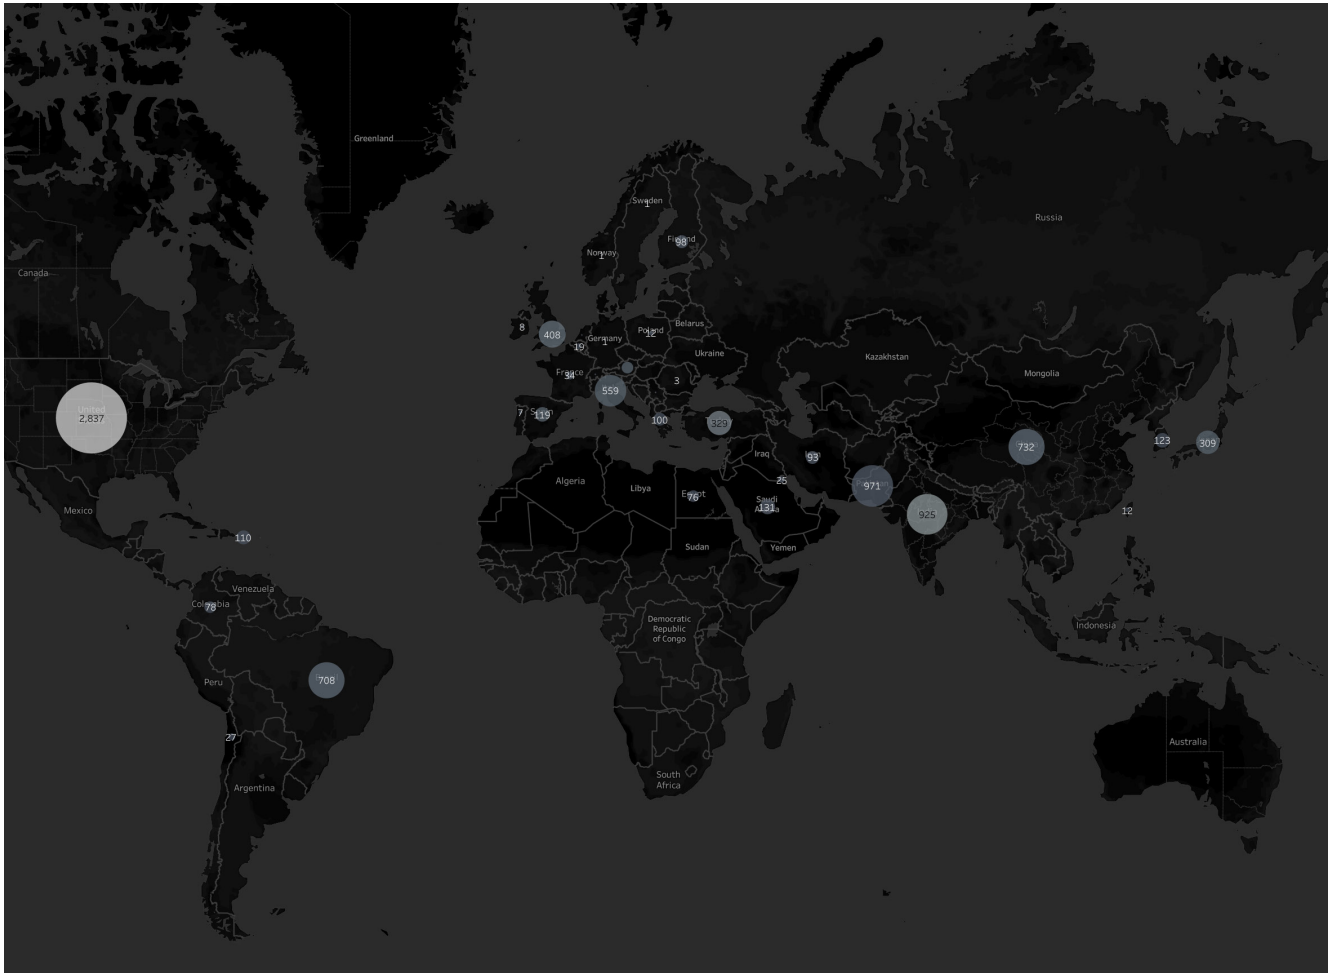 Greenland
Sweden
1
Russia
Finland
98
Norway
1
Canada
8
408
Germany
1
Poland
12
Belarus
19
Ukraine
Kazakhstan
France
34
Mongolia
3
559
United
2,837
7
119
100
329
123
309
732
Iraq
93
Algeria
Libya
25
971
Egypt
76
Saudi
131
Mexico
12
925
110
Sudan
Yemen
Venezuela
Colombia
78
Democratic
Republic
of Congo
Indonesia
Peru
708
27
Australia
South
Africa
Argentina